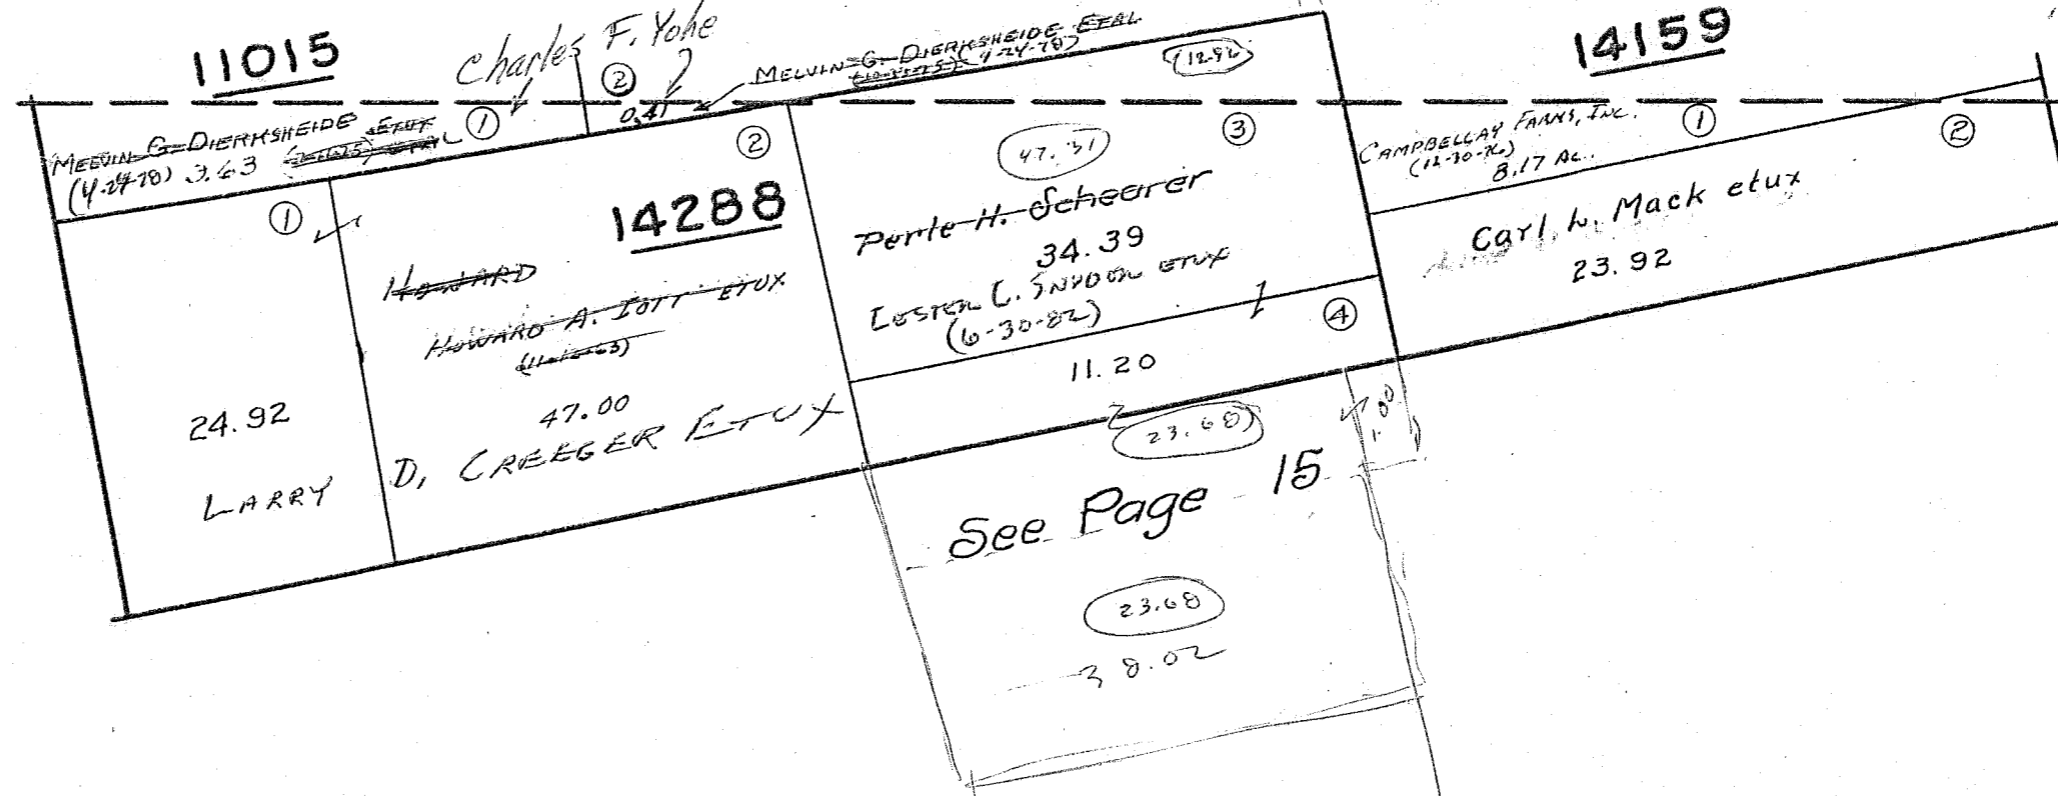 11015
Charles F. Yohe
②
MELVIN G. DIERKSHEIDE ETAL
(4-24-78)
12.92
14159
MELVIN G. DIERKSHEIDE ETUX
(4-24-78) 3.63 ETAL
①
0.41
②
47.31
③
CAMPBELLAY FARMS, INC.
(12-30-76)
8.17 AC.
①
②
①
14288
HOWARD
HOWARD A. IOTT ETUX
47.00
24.92
LARRY D. CREEGER ETUX
Perle H. Scheerer
34.39
LESTER C. SNYDER ETUX
(6-30-82)
④
11.20
Carl L. Mack etux
23.92
23.68
1.00
See Page 15
23.68
38.02